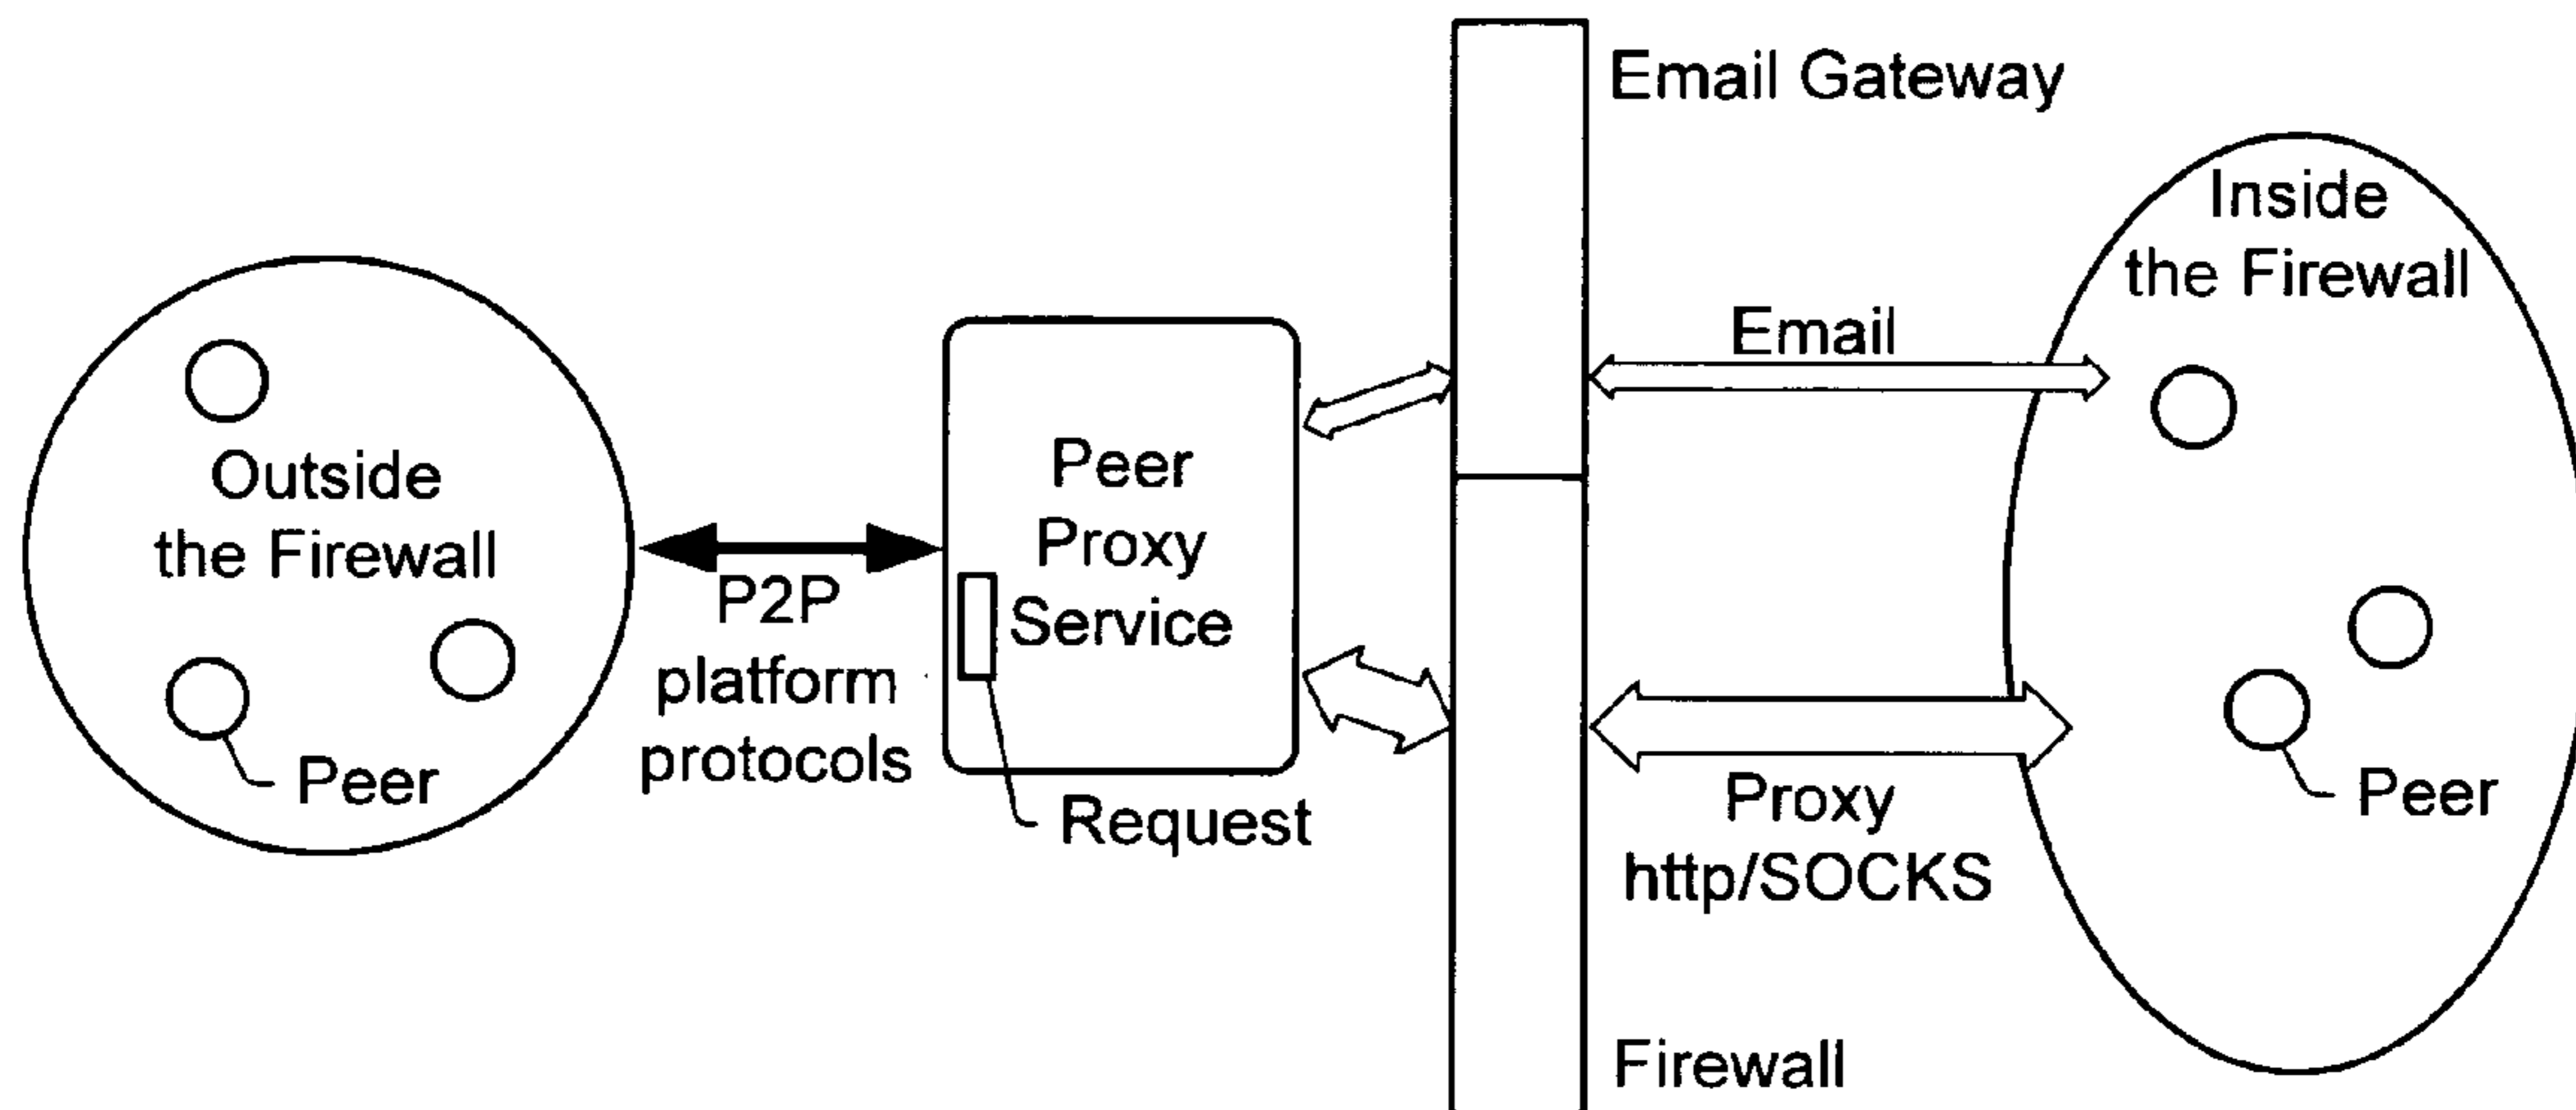 Email Gateway
Inside
the Firewall
Email
Outside
the Firewall
Peer
Proxy
Service
P2P
platform
protocols
Peer
Request
Proxy
http/SOCKS
Peer
Firewall